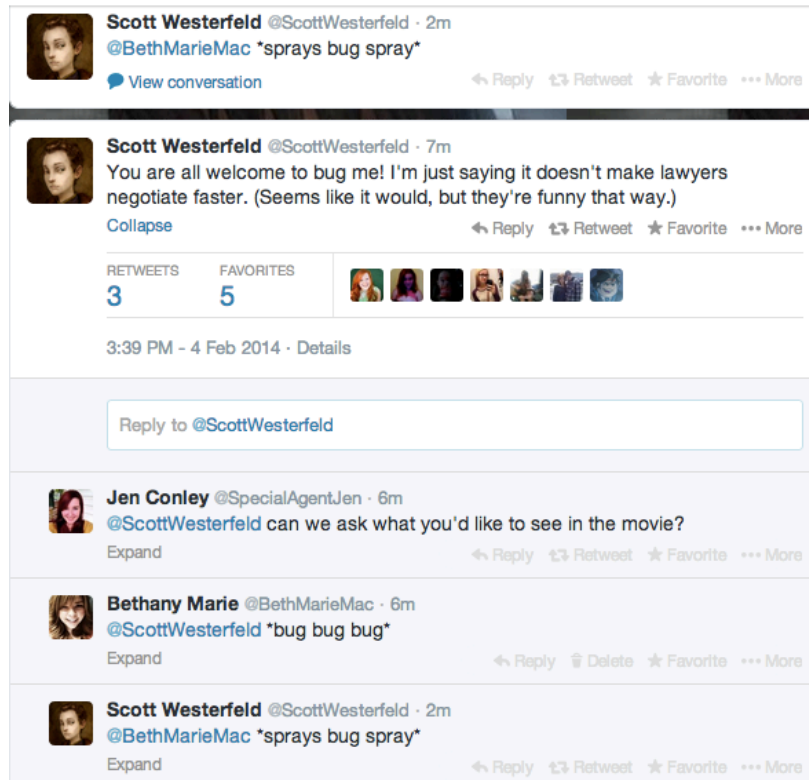 Scott Westerfeld @ScottWesterfeld · 2m
@BethMarieMac *sprays bug spray*
View conversation Reply Retweet Favorite More
Scott Westerfeld @ScottWesterfeld · 7m
You are all welcome to bug me! I'm just saying it doesn't make lawyers
negotiate faster. (Seems like it would, but they're funny that way.)
Collapse Reply Retweet Favorite More
RETWEETS FAVORITES
3 5
3:39 PM - 4 Feb 2014 · Details
Reply to @ScottWesterfeld
Jen Conley @SpecialAgentJen · 6m
@ScottWesterfeld can we ask what you'd like to see in the movie?
Expand Reply Retweet Favorite More
Bethany Marie @BethMarieMac · 6m
@ScottWesterfeld *bug bug bug*
Expand Reply Delete Favorite More
Scott Westerfeld @ScottWesterfeld · 2m
@BethMarieMac *sprays bug spray*
Expand Reply Retweet Favorite More